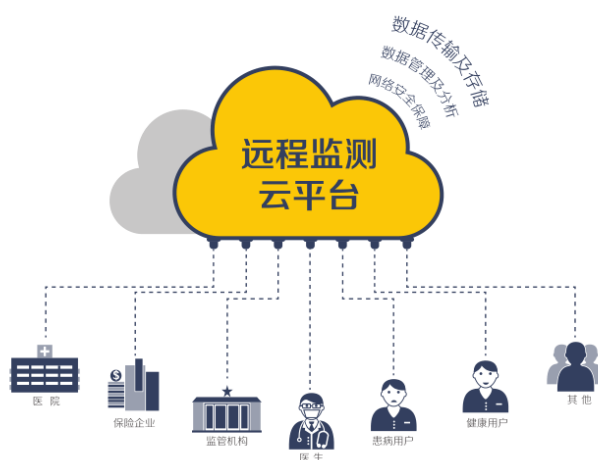 数据传输及存储
数据管理及分析
网络安全保障
远程监测
云平台
医 院
保险企业
监管机构
医 生
患病用户
健康用户
其 他